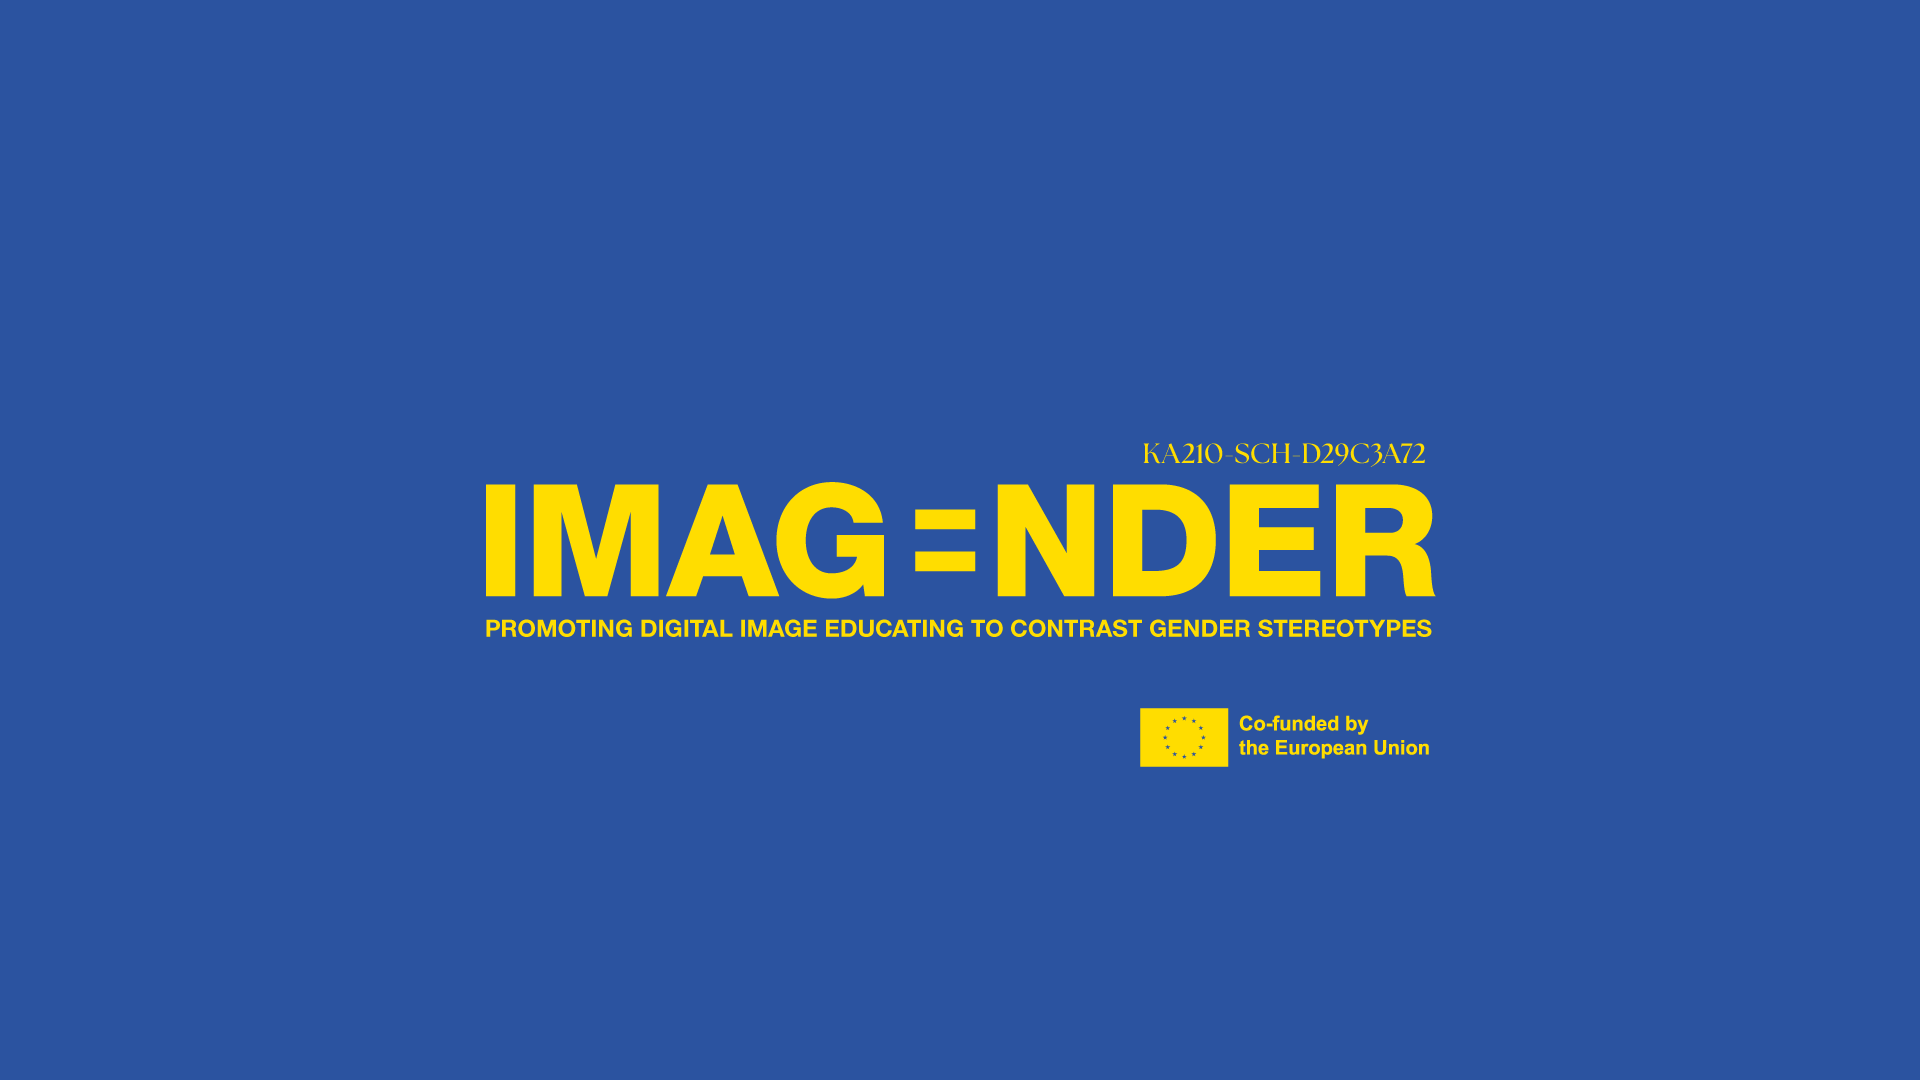 KA210-SCH-D29C3A72
IMAG=NDER
PROMOTING DIGITAL IMAGE EDUCATING TO CONTRAST GENDER STEREOTYPES
Co-funded by
the European Union